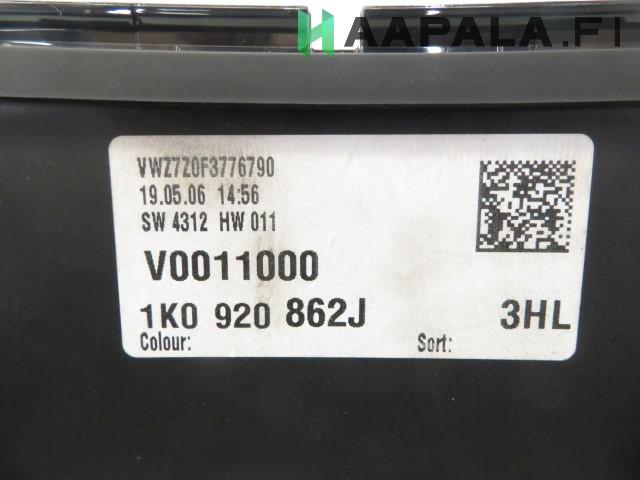 HAAPALA.FI
VWZ7Z0F3776790
19.05.06 14:56
SW 4312 HW 011
V0011000
1K0 920 862J 3HL
Colour: Sort: